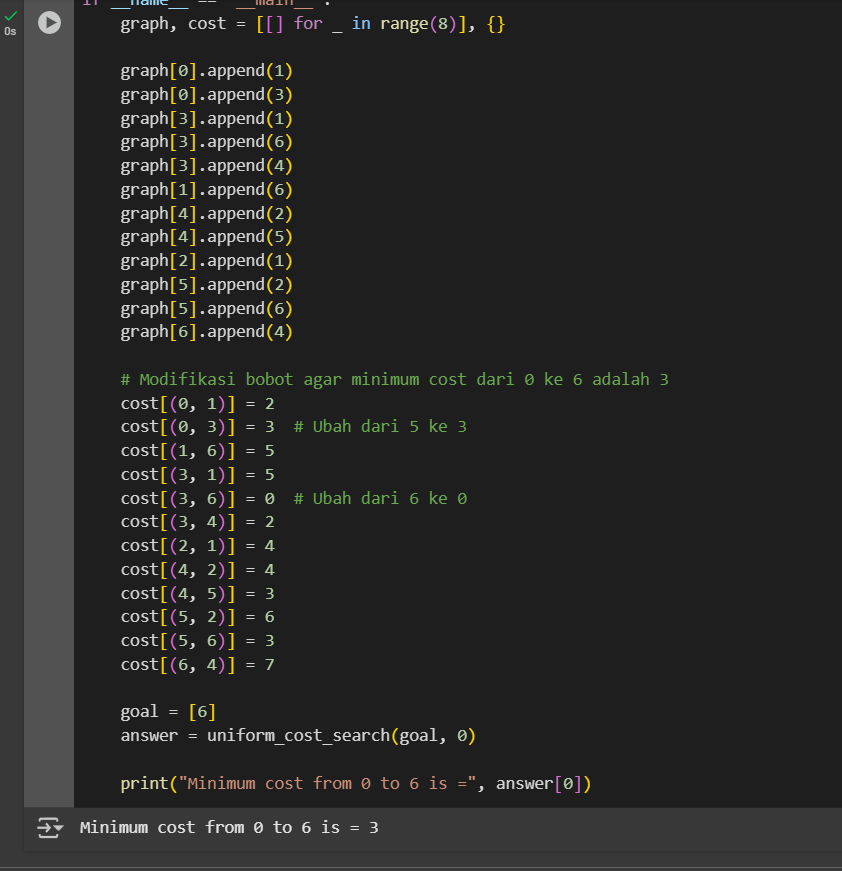 if __name__ == "__main__":
0s
graph, cost = [[] for _ in range(8)], {}
graph[0].append(1)
graph[0].append(3)
graph[3].append(1)
graph[3].append(6)
graph[3].append(4)
graph[1].append(6)
graph[4].append(2)
graph[4].append(5)
graph[2].append(1)
graph[5].append(2)
graph[5].append(6)
graph[6].append(4)
# Modifikasi bobot agar minimum cost dari 0 ke 6 adalah 3
cost[(0, 1)] = 2
cost[(0, 3)] = 3  # Ubah dari 5 ke 3
cost[(1, 6)] = 5
cost[(3, 1)] = 5
cost[(3, 6)] = 0  # Ubah dari 6 ke 0
cost[(3, 4)] = 2
cost[(2, 1)] = 4
cost[(4, 2)] = 4
cost[(4, 5)] = 3
cost[(5, 2)] = 6
cost[(5, 6)] = 3
cost[(6, 4)] = 7
goal = [6]
answer = uniform_cost_search(goal, 0)
print("Minimum cost from 0 to 6 is =", answer[0])
Minimum cost from 0 to 6 is = 3